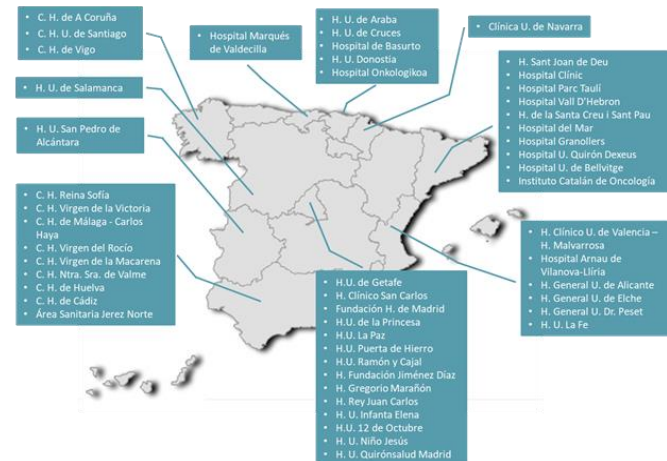 • C. H. de A Coruña
• C. H. U. de Santiago
• C. H. de Vigo
• Hospital Marqués
de Valdecilla
• H. U. de Araba
• H. U. de Cruces
• Hospital de Basurto
• H. U. Donostia
• Hospital Onkologikoa
• Clínica U. de Navarra
• H. U. de Salamanca
• H. U. San Pedro de
Alcántara
• H. Sant Joan de Deu
• Hospital Clínic
• Hospital Parc Taulí
• Hospital Vall D'Hebron
• H. de la Santa Creu i Sant Pau
• Hospital del Mar
• Hospital Granollers
• Hospital U. Quirón Dexeus
• Hospital U. de Bellvitge
• Instituto Catalán de Oncología
• C. H. Reina Sofía
• C. H. Virgen de la Victoria
• C. H. de Málaga - Carlos
Haya
• C. H. Virgen del Rocío
• C. H. Virgen de la Macarena
• C. H. Ntra. Sra. de Valme
• C. H. de Huelva
• C. H. de Cádiz
• Área Sanitaria Jerez Norte
• H.U. de Getafe
• H. Clínico San Carlos
• Fundación H. de Madrid
• H.U. de la Princesa
• H.U. La Paz
• H.U. Puerta de Hierro
• H.U. Ramón y Cajal
• H. Fundación Jiménez Díaz
• H. Gregorio Marañón
• H. Rey Juan Carlos
• H. U. Infanta Elena
• H.U. 12 de Octubre
• H. U. Niño Jesús
• H. U. Quirónsalud Madrid
• H. Clínico U. de Valencia –
H. Malvarrosa
• Hospital Arnau de
Vilanova-Llíria
• H. General U. de Alicante
• H. General U. de Elche
• H. General U. Dr. Peset
• H. U. La Fe